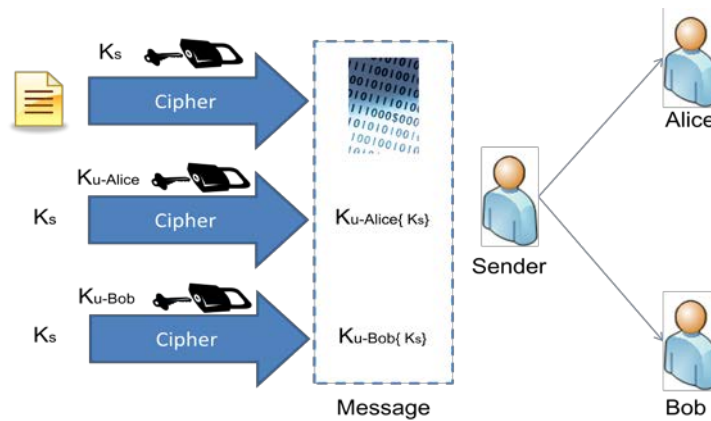 Ks
Cipher
Ku-Alice
Ks
Cipher
Ku-Alice{ Ks}
Ku-Bob
Ks
Cipher
Ku-Bob{ Ks}
Message
Sender
Alice
Bob